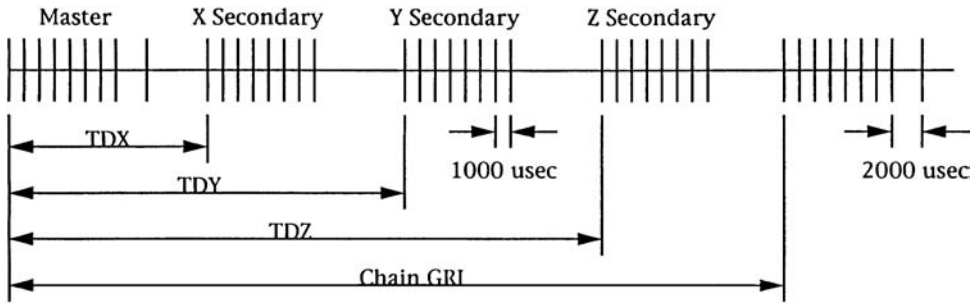 Master
X Secondary
Y Secondary
Z Secondary
TDX
1000 usec
2000 usec
TDY
TDZ
Chain GRI